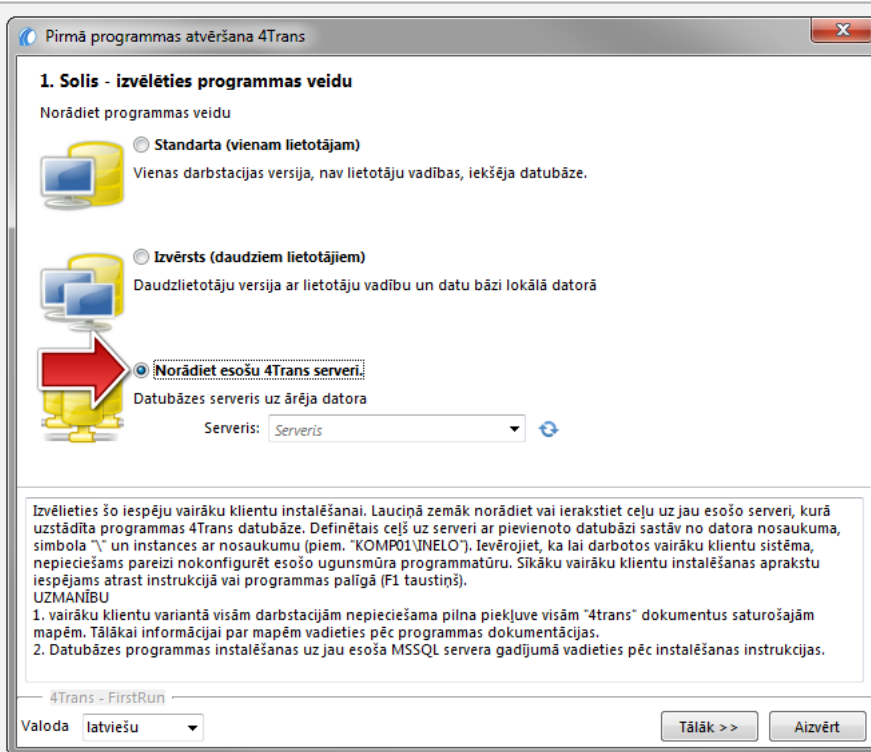 Pirmā programmas atvēršana 4Trans
1. Solis - izvēlēties programmas veidu
Norādiet programmas veidu
Standarta (vienam lietotājam)
Vienas darbstacijas versija, nav lietotāju vadības, iekšēja datubāze.
Izvērsts (daudziem lietotājiem)
Daudzlietotāju versija ar lietotāju vadību un datu bāzi lokālā datorā
Norādiet esošu 4Trans serveri.
Datubāzes serveris uz ārēja datora
Serveris: Serveris
Izvēlieties šo iespēju vairāku klientu instalēšanai. Lauciņā zemāk norādiet vai ierakstiet ceļu uz jau esošo serveri, kurā
uzstādīta programmas 4Trans datubāze. Definētais ceļš uz serveri ar pievienoto datubāzi sastāv no datora nosaukuma,
simbola "\" un instances ar nosaukumu (piem. "KOMP01\INELO"). Ievērojiet, ka lai darbotos vairāku klientu sistēma,
nepieciešams pareizi nokonfigurēt esošo ugunsmūra programmatūru. Sīkāku vairāku klientu instalēšanas aprakstu
iespējams atrast instrukcijā vai programmas palīgā (F1 taustiņš).
UZMANĪBU
1. vairāku klientu variantā visām darbstacijām nepieciešama pilna piekļuve visām "4trans" dokumentus saturošajām
mapēm. Tālākai informācijai par mapēm vadieties pēc programmas dokumentācijas.
2. Datubāzes programmas instalēšanas uz jau esoša MSSQL servera gadījumā vadieties pēc instalēšanas instrukcijas.
4Trans - FirstRun
Valoda latviešu Tālāk >> Aizvērt